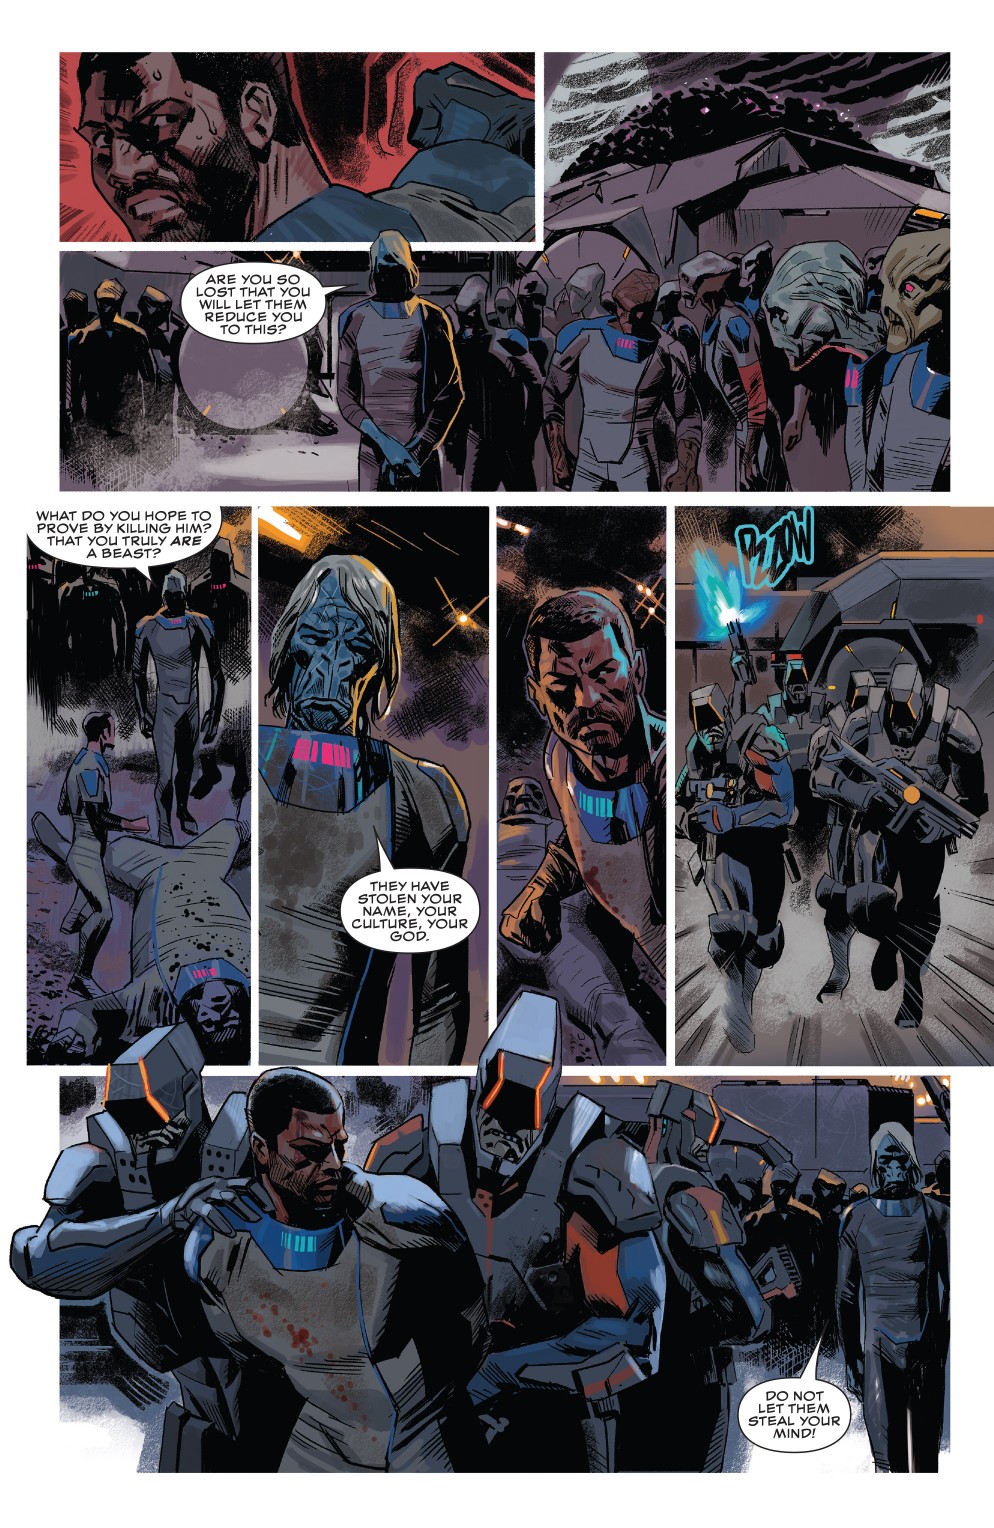 ARE YOU SO
LOST THAT YOU
WILL LET THEM
REDUCE YOU
TO THIS?
WHAT DO YOU HOPE TO
PROVE BY KILLING HIM?
THAT YOU TRULY ARE
A BEAST?
THEY HAVE
STOLEN YOUR
NAME, YOUR
CULTURE, YOUR
GOD.
PZZOW
DO NOT
LET THEM
STEAL YOUR
MIND!